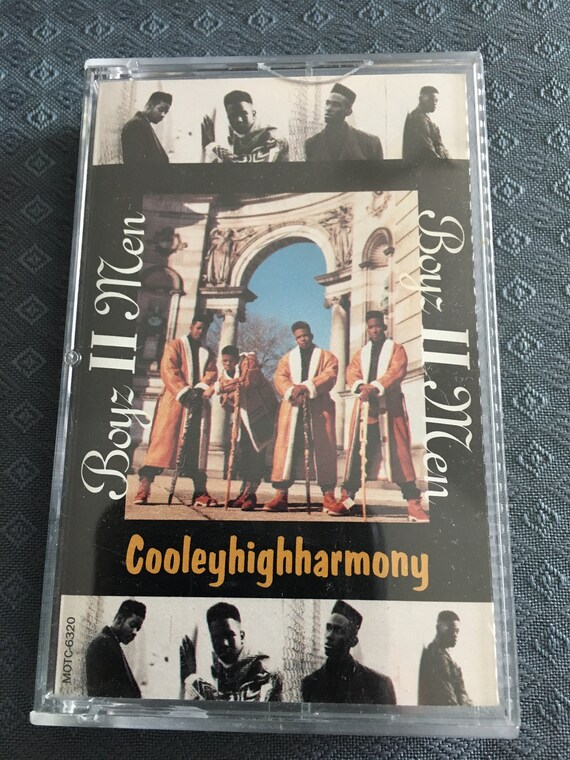 Boyz II Men
Boyz II Men
Cooleyhighharmony
MOTC-6320